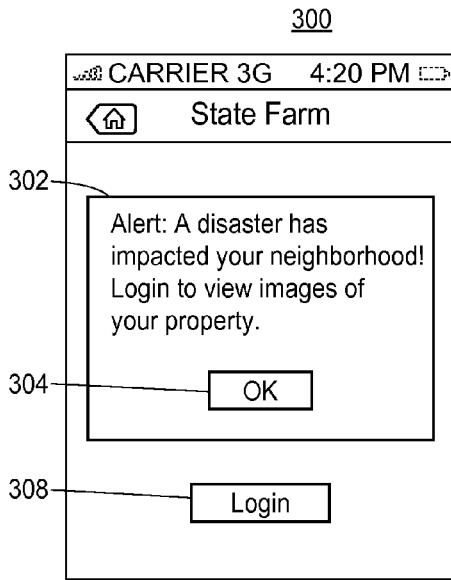 300
CARRIER 3G 4:20 PM
State Farm
302
Alert: A disaster has
impacted your neighborhood!
Login to view images of
your property.
304
OK
308
Login